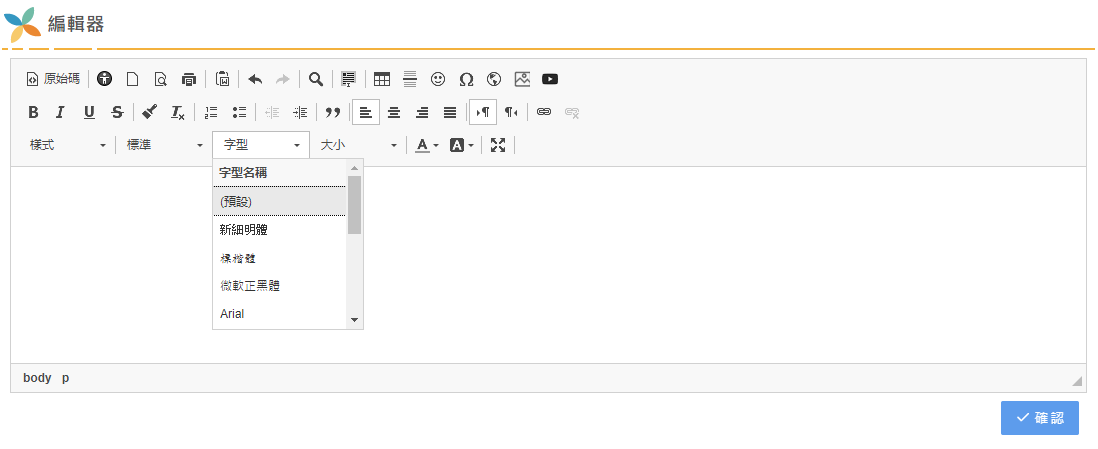 編輯器
原始碼
樣式 標準 字型 大小
字型名稱
(預設)
新細明體
標楷體
微軟正黑體
Arial
body p
確認